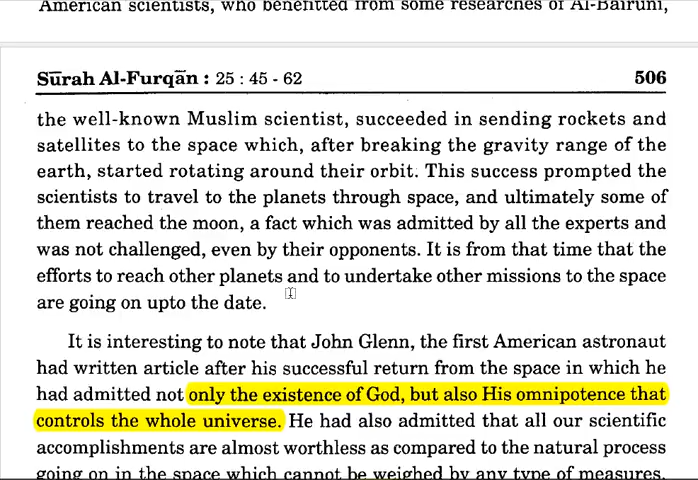 American scientists, who benefitted from some researches of Al-Bairuni,
Sūrah Al-Furqān : 25 : 45 - 62 506
the well-known Muslim scientist, succeeded in sending rockets and
satellites to the space which, after breaking the gravity range of the
earth, started rotating around their orbit. This success prompted the
scientists to travel to the planets through space, and ultimately some of
them reached the moon, a fact which was admitted by all the experts and
was not challenged, even by their opponents. It is from that time that the
efforts to reach other planets and to undertake other missions to the space
are going on upto the date.
It is interesting to note that John Glenn, the first American astronaut
had written article after his successful return from the space in which he
had admitted not only the existence of God, but also His omnipotence that
controls the whole universe. He had also admitted that all our scientific
accomplishments are almost worthless as compared to the natural process
going on in the space which cannot be weighed by any type of measures.